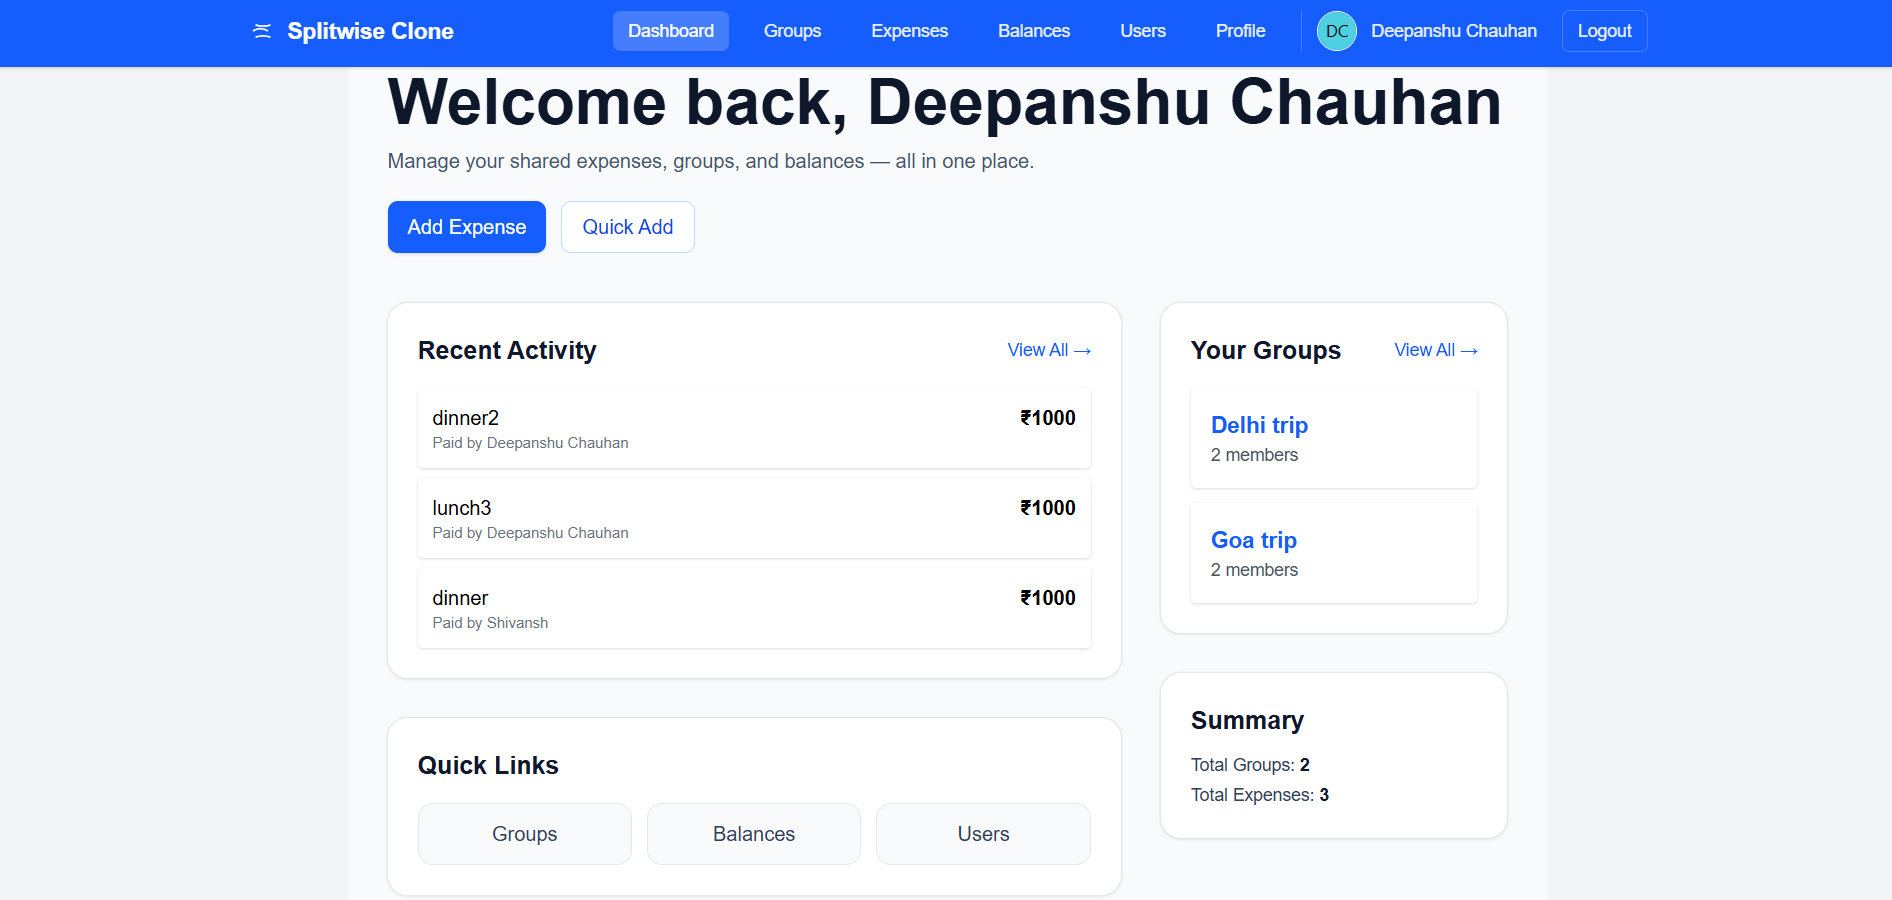 Splitwise Clone
Dashboard Groups Expenses Balances Users Profile DC Deepanshu Chauhan Logout
Welcome back, Deepanshu Chauhan
Manage your shared expenses, groups, and balances — all in one place.
Add Expense Quick Add
Recent Activity View All →
dinner2 ₹1000
Paid by Deepanshu Chauhan
lunch3 ₹1000
Paid by Deepanshu Chauhan
dinner ₹1000
Paid by Shivansh
Quick Links
Groups Balances Users
Your Groups View All →
Delhi trip
2 members
Goa trip
2 members
Summary
Total Groups: 2
Total Expenses: 3